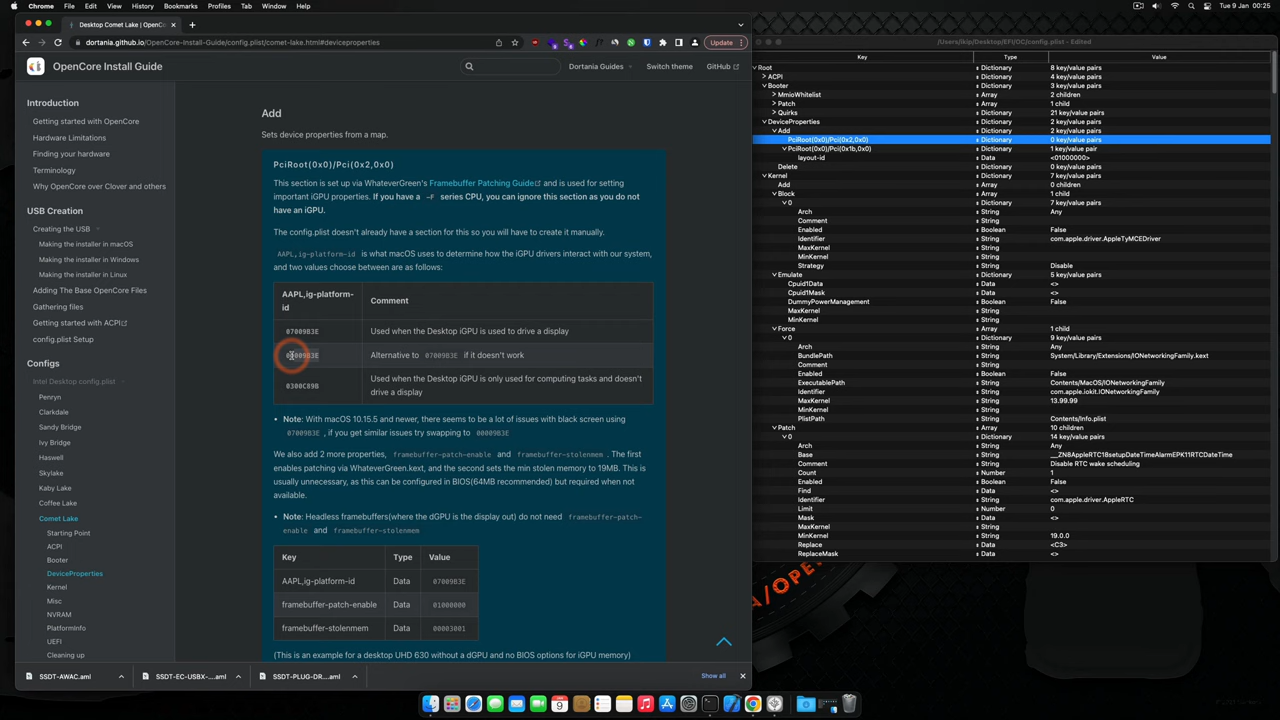 Chrome File Edit View History Bookmarks Profiles Tab Window Help
Tue 9 Jan 00:25
Desktop Comet Lake | OpenC
dortania.github.io/OpenCore-Install-Guide/config.plist/comet-lake.html#deviceproperties
Update
OpenCore Install Guide
Dortania Guides
Switch theme
GitHub
Introduction
Getting started with OpenCore
Hardware Limitations
Finding your hardware
Terminology
Why OpenCore over Clover and others
USB Creation
Creating the USB
Making the installer in macOS
Making the installer in Windows
Making the installer in Linux
Adding The Base OpenCore Files
Gathering files
Getting started with ACPI
config.plist Setup
Configs
Intel Desktop config.plist
Penryn
Clarkdale
Sandy Bridge
Ivy Bridge
Haswell
Skylake
Kaby Lake
Coffee Lake
Comet Lake
Starting Point
ACPI
Booter
DeviceProperties
Kernel
Misc
NVRAM
PlatformInfo
UEFI
Cleaning up
Add
Sets device properties from a map.
PciRoot(0x0)/Pci(0x2,0x0)
This section is set up via WhateverGreen's Framebuffer Patching Guide and is used for setting
important iGPU properties. If you have a -F series CPU, you can ignore this section as you do not
have an iGPU.
The config.plist doesn't already have a section for this so you will have to create it manually.
AAPL,ig-platform-id is what macOS uses to determine how the iGPU drivers interact with our system,
and two values choose between are as follows:
AAPL,ig-platform-
id
Comment
07009B3E Used when the Desktop iGPU is used to drive a display
00009B3E Alternative to 07009B3E if it doesn't work
0300C89B
Used when the Desktop iGPU is only used for computing tasks and doesn't
drive a display
• Note: With macOS 10.15.5 and newer, there seems to be a lot of issues with black screen using
07009B3E , if you get similar issues try swapping to 00009B3E
We also add 2 more properties, framebuffer-patch-enable and framebuffer-stolenmem . The first
enables patching via WhateverGreen.kext, and the second sets the min stolen memory to 19MB. This is
usually unnecessary, as this can be configured in BIOS(64MB recommended) but required when not
available.
• Note: Headless framebuffers(where the dGPU is the display out) do not need framebuffer-patch-
enable and framebuffer-stolenmem
Key Type Value
AAPL,ig-platform-id Data 07009B3E
framebuffer-patch-enable Data 01000000
framebuffer-stolenmem Data 00003001
(This is an example for a desktop UHD 630 without a dGPU and no BIOS options for iGPU memory)
SSDT-AWAC.aml
SSDT-EC-USBX-....aml
SSDT-PLUG-DR....aml
Show all
/Users/ikip/Desktop/EFI/OC/config.plist - Edited
Key Type Value
Root Dictionary 8 key/value pairs
ACPI Dictionary 4 key/value pairs
Booter Dictionary 3 key/value pairs
MmioWhitelist Array 2 children
Patch Array 1 child
Quirks Dictionary 21 key/value pairs
DeviceProperties Dictionary 2 key/value pairs
Add Dictionary 2 key/value pairs
PciRoot(0x0)/Pci(0x2,0x0) Dictionary 0 key/value pairs
PciRoot(0x0)/Pci(0x1b,0x0) Dictionary 1 key/value pair
layout-id Data <01000000>
Delete Dictionary 0 key/value pairs
Kernel Dictionary 7 key/value pairs
Add Array 0 children
Block Array 1 child
0 Dictionary 7 key/value pairs
Arch String Any
Comment String
Enabled Boolean False
Identifier String com.apple.driver.AppleTyMCEDriver
MaxKernel String
MinKernel String
Strategy String Disable
Emulate Dictionary 5 key/value pairs
Cpuid1Data Data <>
Cpuid1Mask Data <>
DummyPowerManagement Boolean False
MaxKernel String
MinKernel String
Force Array 1 child
0 Dictionary 9 key/value pairs
Arch String Any
BundlePath String System/Library/Extensions/IONetworkingFamily.kext
Comment String
Enabled Boolean False
ExecutablePath String Contents/MacOS/IONetworkingFamily
Identifier String com.apple.iokit.IONetworkingFamily
MaxKernel String 13.99.99
MinKernel String
PlistPath String Contents/Info.plist
Patch Array 10 children
0 Dictionary 14 key/value pairs
Arch String Any
Base String __ZN8AppleRTC18setupDateTimeAlarmEPK11RTCDateTime
Comment String Disable RTC wake scheduling
Count Number 1
Enabled Boolean False
Find Data <>
Identifier String com.apple.driver.AppleRTC
Limit Number 0
Mask Data <>
MaxKernel String
MinKernel String 19.0.0
Replace Data <C3>
ReplaceMask Data <>